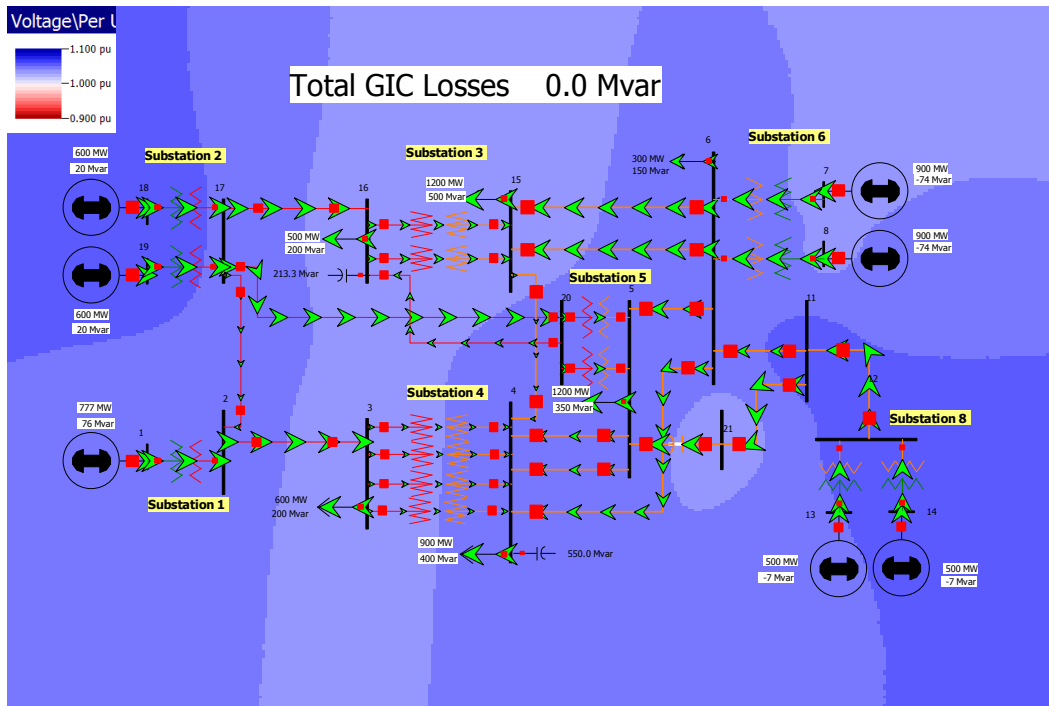 Voltage\Per U
1.100 pu
1.000 pu
0.900 pu
Total GIC Losses 0.0 Mvar
Substation 2
600 MW
20 Mvar
18
17
19
600 MW
20 Mvar
Substation 3
16
15
1200 MW
500 Mvar
500 MW
200 Mvar
213.3 Mvar
Substation 6
6
300 MW
150 Mvar
7
900 MW
-74 Mvar
8
900 MW
-74 Mvar
Substation 5
20
5
1200 MW
350 Mvar
11
12
21
Substation 4
4
3
600 MW
200 Mvar
900 MW
400 Mvar
550.0 Mvar
777 MW
76 Mvar
1
2
Substation 1
Substation 8
13
14
500 MW
-7 Mvar
500 MW
-7 Mvar